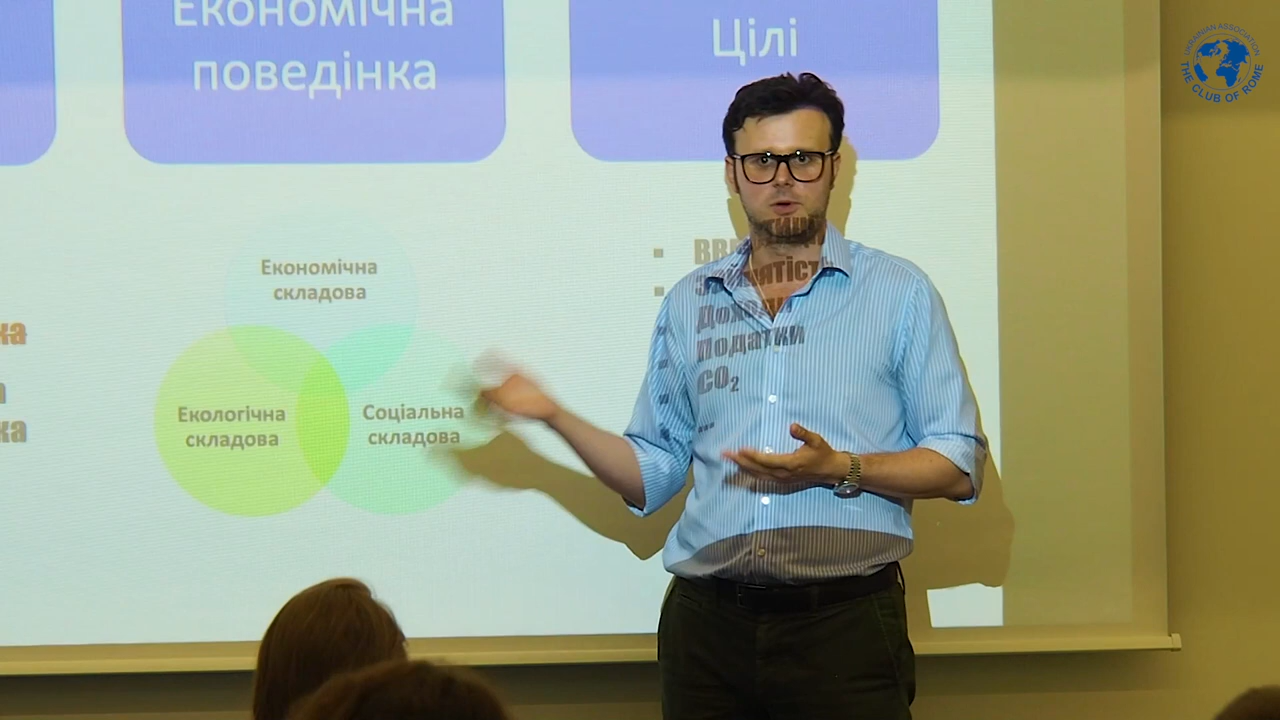 Економічна
поведінка
Цілі
UKRAINIAN ASSOCIATION
THE CLUB OF ROME
Економічна
складова
Екологічна
складова
Соціальна
складова
Доходи
Податки
CO₂
...